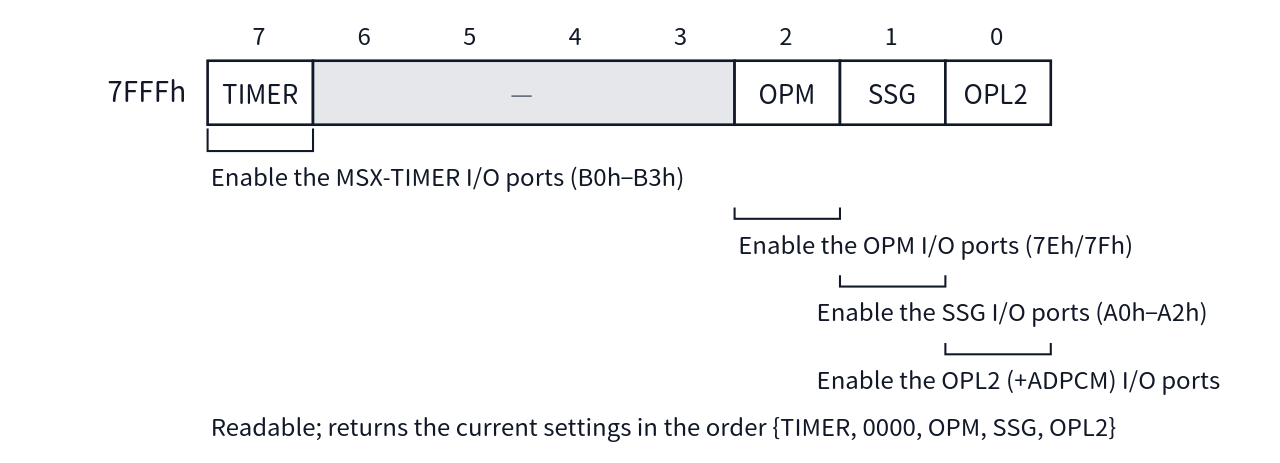 7 6 5 4 3 2 1 0
7FFFh TIMER — OPM SSG OPL2
Enable the MSX-TIMER I/O ports (B0h–B3h)
Enable the OPM I/O ports (7Eh/7Fh)
Enable the SSG I/O ports (A0h–A2h)
Enable the OPL2 (+ADPCM) I/O ports
Readable; returns the current settings in the order {TIMER, 0000, OPM, SSG, OPL2}